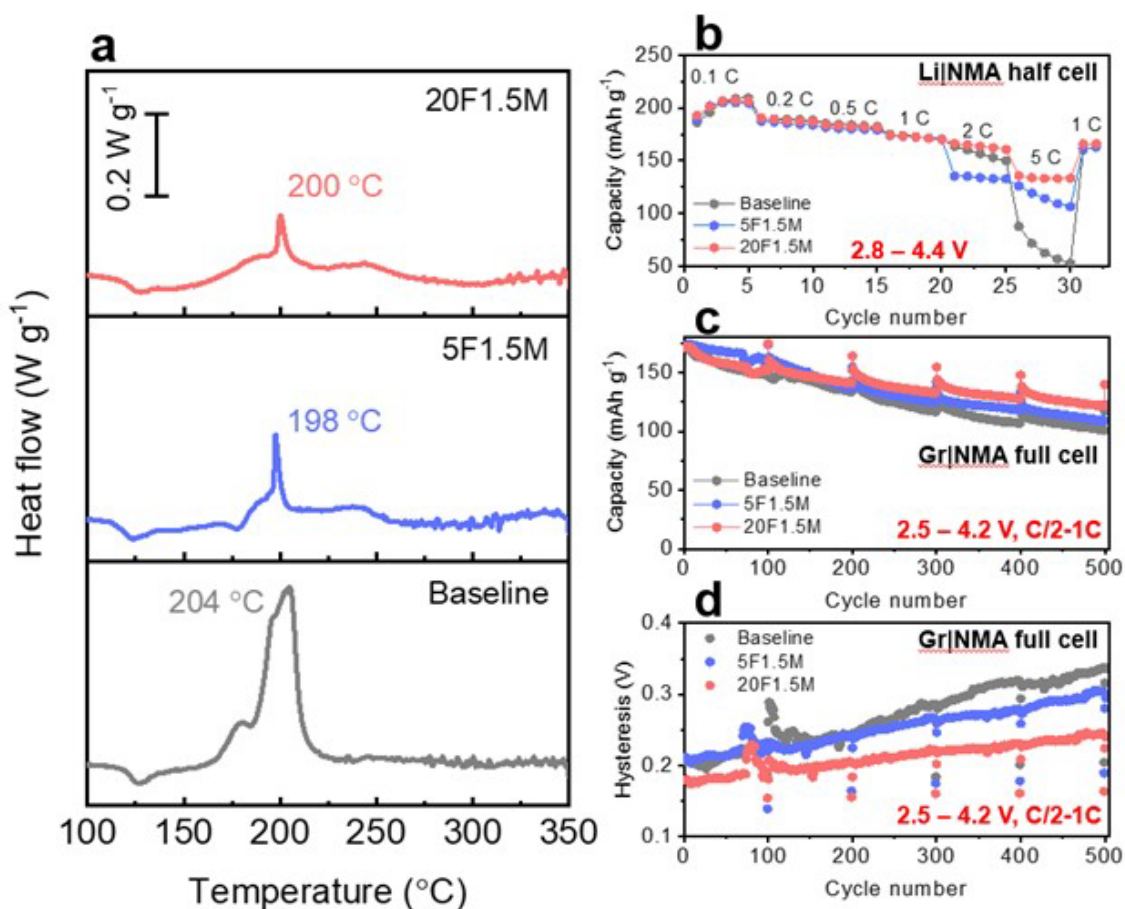 a
20F1.5M
0.2 W g⁻¹
200 °C
5F1.5M
198 °C
Baseline
204 °C
Heat flow (W g⁻¹)
100 150 200 250 300 350
Temperature (°C)
b
Li|NMA half cell
0.1 C
0.2 C
0.5 C
1 C
2 C
5 C
1 C
Baseline
5F1.5M
20F1.5M
2.8 – 4.4 V
250
200
150
100
50
Capacity (mAh g⁻¹)
0 5 10 15 20 25 30
Cycle number
c
150
100
50
0
Capacity (mAh g⁻¹)
Gr|NMA full cell
Baseline
5F1.5M
20F1.5M
2.5 – 4.2 V, C/2-1C
0 100 200 300 400 500
Cycle number
d
0.4
0.3
0.2
0.1
Hysteresis (V)
Baseline
5F1.5M
20F1.5M
Gr|NMA full cell
2.5 – 4.2 V, C/2-1C
0 100 200 300 400 500
Cycle number